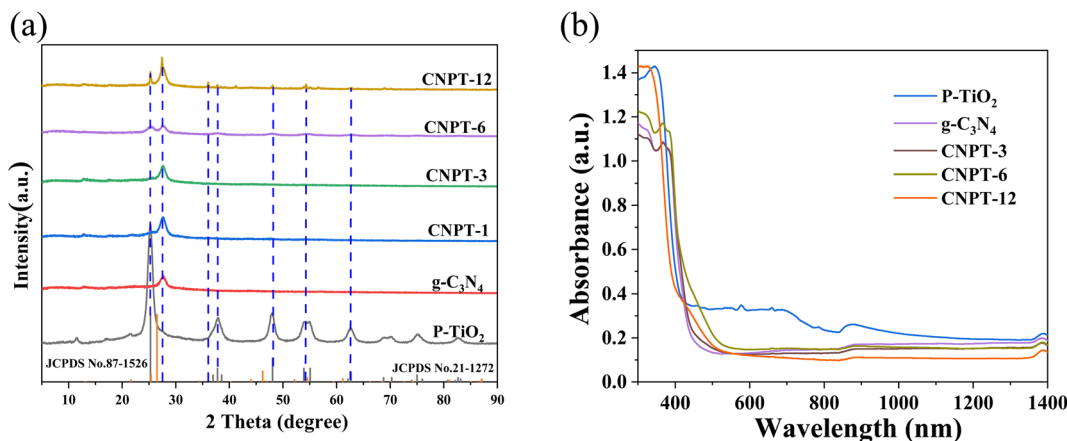 (a)
CNPT-12
CNPT-6
CNPT-3
CNPT-1
g-C₃N₄
P-TiO₂
JCPDS No.87-1526
JCPDS No.21-1272
Intensity(a.u.)
10 20 30 40 50 60 70 80 90
2 Theta (degree)
(b)
1.4
1.2
1.0
0.8
0.6
0.4
0.2
0.0
Absorbance (a.u.)
P-TiO₂
g-C₃N₄
CNPT-3
CNPT-6
CNPT-12
400 600 800 1000 1200 1400
Wavelength (nm)